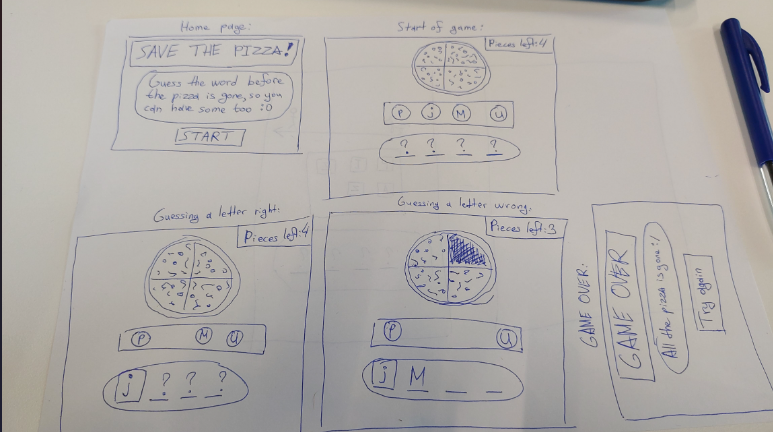 Home page:
SAVE THE PIZZA!
Guess the word before
the pizza is gone, so you
can have some too :O
START
Start of game:
Pieces left: 4
P j M U
? ? ? ?
Guessing a letter right:
Pieces left: 4
P M U
j ? ? ?
Guessing a letter wrong:
Pieces left: 3
P U
j M _ _
GAME OVER:
GAME OVER
All the pizza is gone :/
Try again